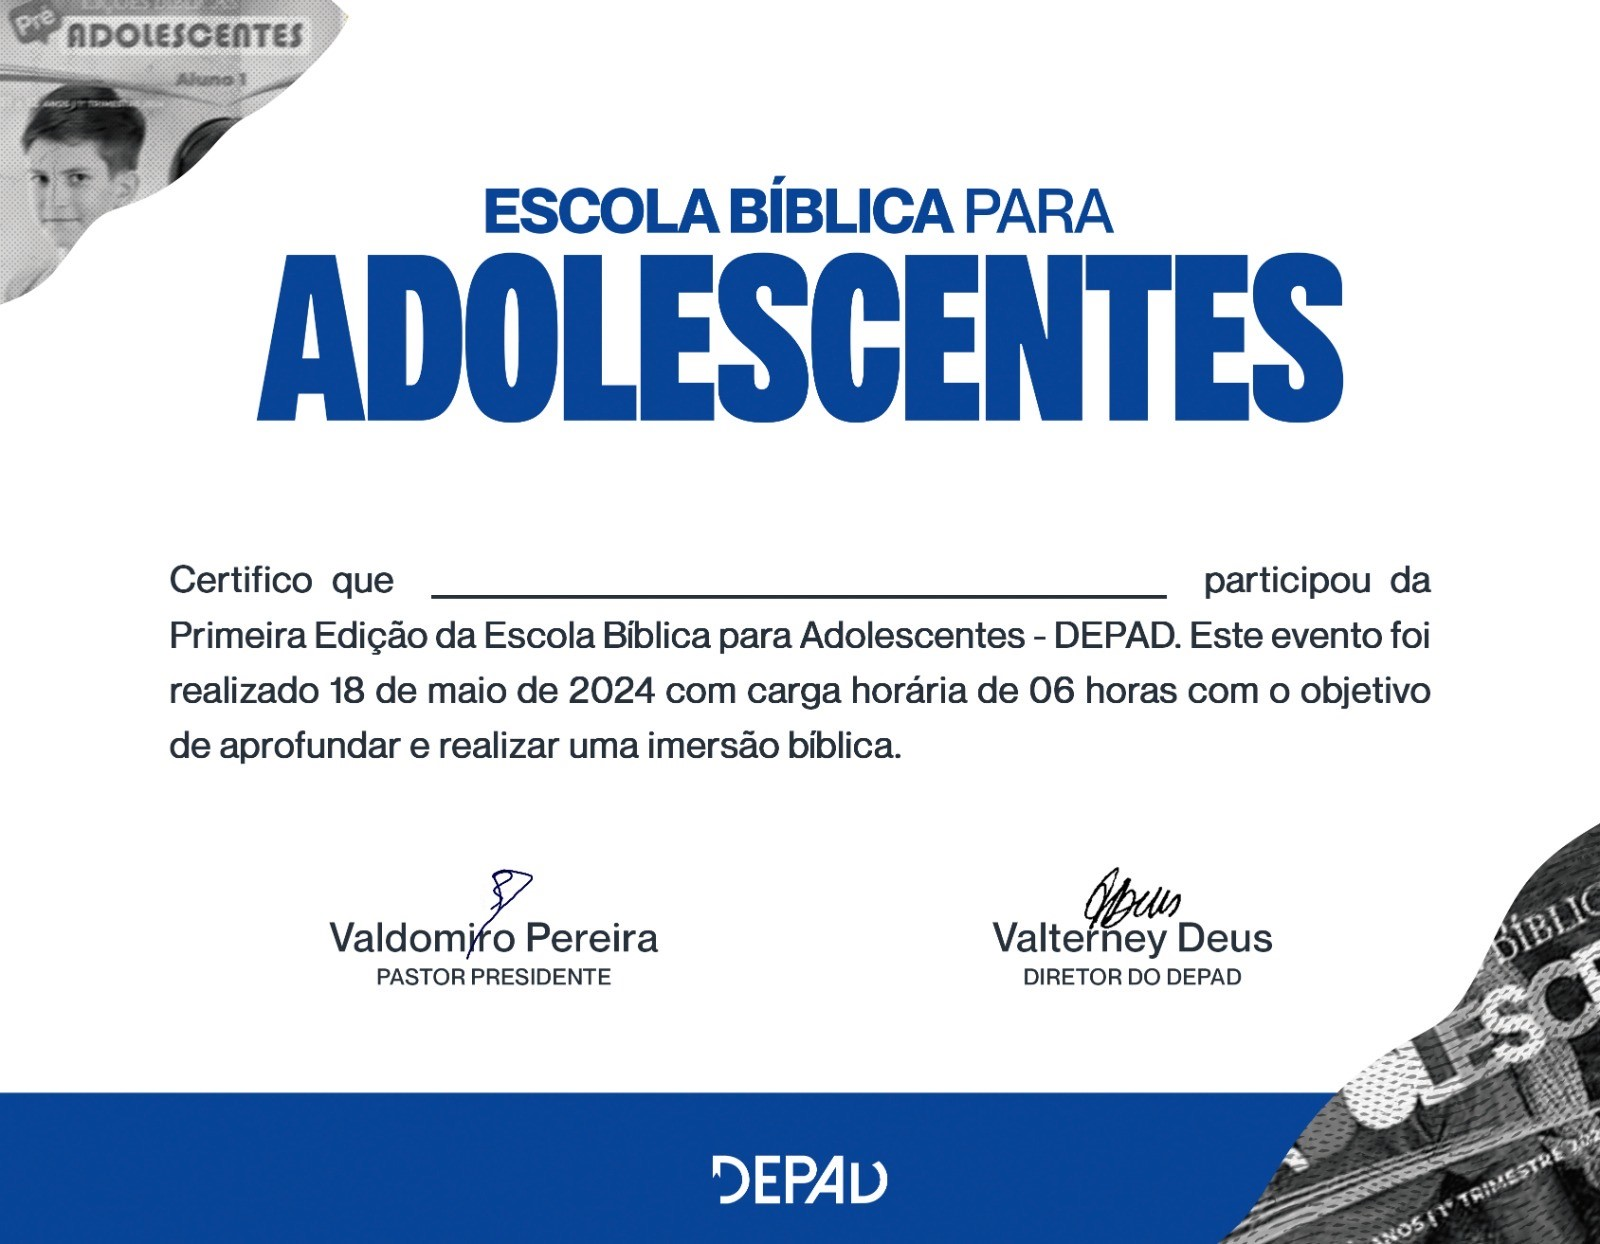 Pré
ADOLESCENTES
Aluno 1
ESCOLA BÍBLICA PARA
ADOLESCENTES
Certifico que ______________________________ participou da
Primeira Edição da Escola Bíblica para Adolescentes - DEPAD. Este evento foi
realizado 18 de maio de 2024 com carga horária de 06 horas com o objetivo
de aprofundar e realizar uma imersão bíblica.
Valdomiro Pereira
PASTOR PRESIDENTE
Valterney Deus
DIRETOR DO DEPAD
DEPAD